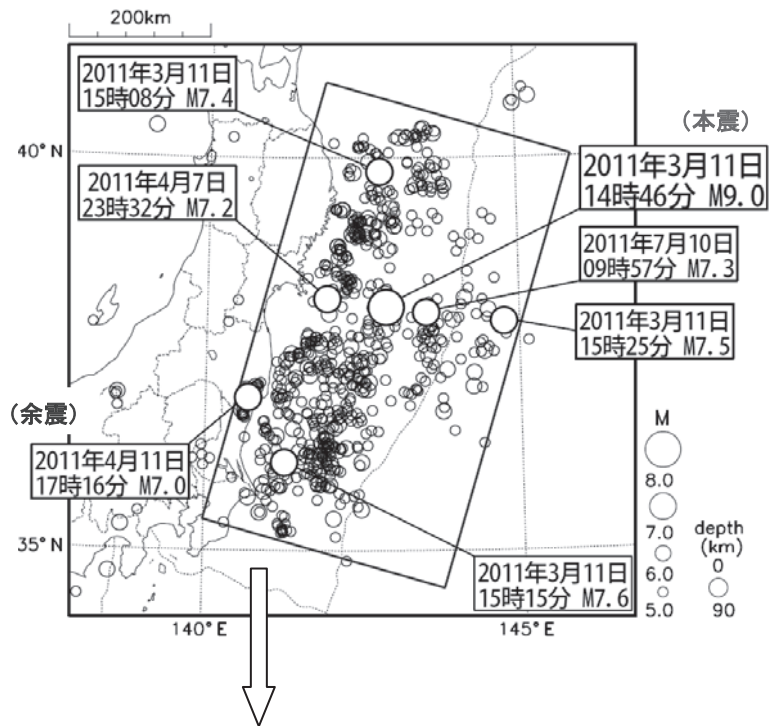 200km
2011年3月11日
15時08分 M7.4
（本震）
40°N
2011年3月11日
14時46分 M9.0
2011年4月7日
23時32分 M7.2
2011年7月10日
09時57分 M7.3
2011年3月11日
15時25分 M7.5
（余震）
2011年4月11日
17時16分 M7.0
M
8.0
7.0
6.0
5.0
depth
(km)
0
90
35°N
2011年3月11日
15時15分 M7.6
140°E
145°E